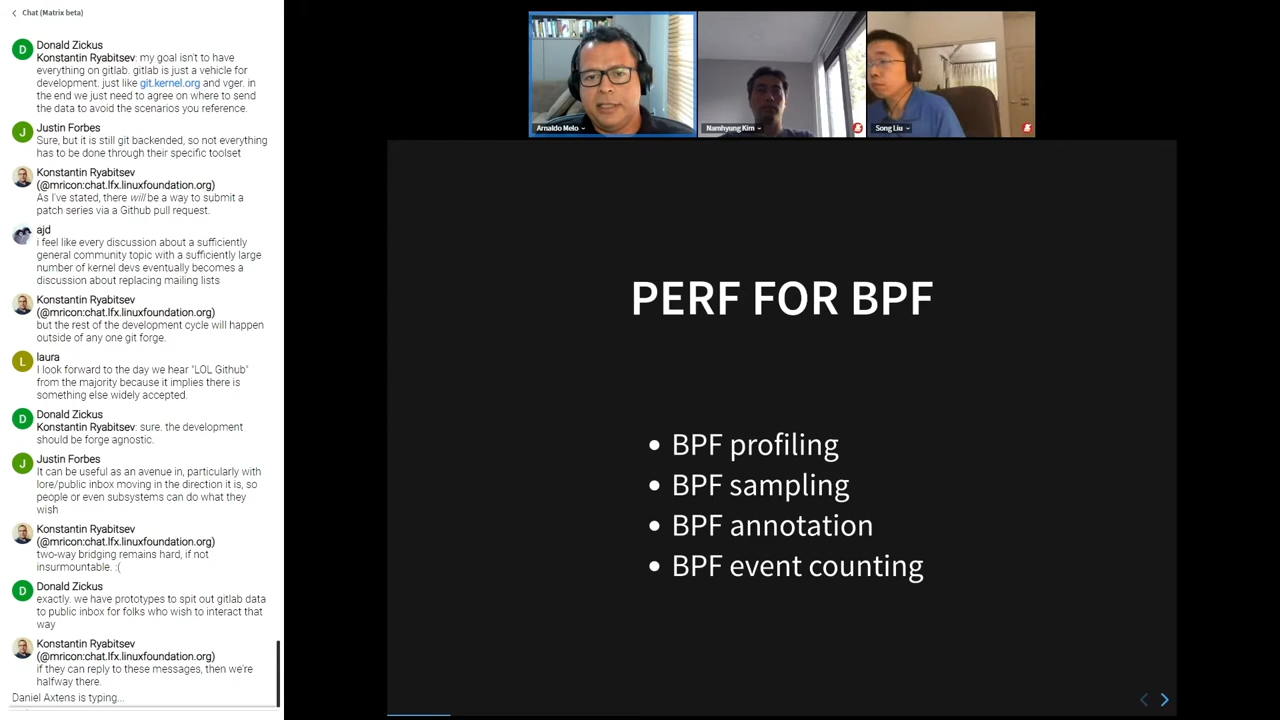 Chat (Matrix beta)
Donald Zickus
Konstantin Ryabitsev: my goal isn't to have
everything on gitlab. gitlab is just a vehicle for
development. just like git.kernel.org and vger. in
the end we just need to agree on where to send
the data to avoid the scenarios you reference.
Justin Forbes
Sure, but it is still git backended, so not everything
has to be done through their specific toolset
Konstantin Ryabitsev
(@mricon:chat.lfx.linuxfoundation.org)
As I've stated, there will be a way to submit a
patch series via a Github pull request.
ajd
i feel like every discussion about a sufficiently
general community topic with a sufficiently large
number of kernel devs eventually becomes a
discussion about replacing mailing lists
Konstantin Ryabitsev
(@mricon:chat.lfx.linuxfoundation.org)
but the rest of the development cycle will happen
outside of any one git forge.
L
laura
I look forward to the day we hear "LOL Github"
from the majority because it implies there is
something else widely accepted.
D
Donald Zickus
Konstantin Ryabitsev: sure. the development
should be forge agnostic.
J
Justin Forbes
It can be useful as an avenue in, particularly with
lore/public inbox moving in the direction it is, so
people or even subsystems can do what they
wish
Konstantin Ryabitsev
(@mricon:chat.lfx.linuxfoundation.org)
two-way bridging remains hard, if not
insurmountable. :(
D
Donald Zickus
exactly. we have prototypes to spit out gitlab data
to public inbox for folks who wish to interact that
way
Konstantin Ryabitsev
(@mricon:chat.lfx.linuxfoundation.org)
if they can reply to these messages, then we're
halfway there.
Daniel Axtens is typing...
Arnaldo Melo
Namhyung Kim
Song Liu
PERF FOR BPF
• BPF profiling
• BPF sampling
• BPF annotation
• BPF event counting